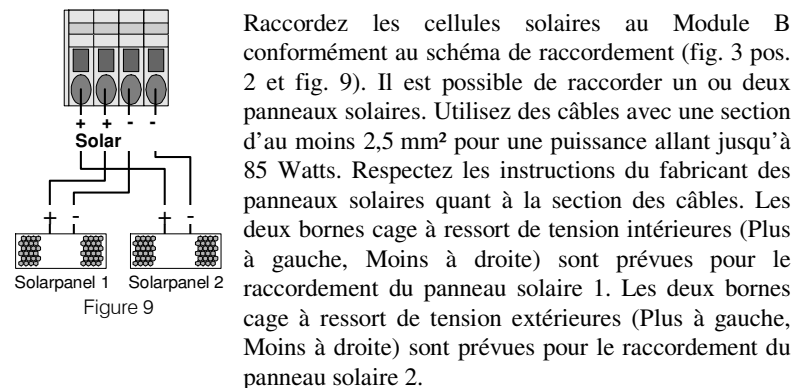 + + - -
Solar
+ - + -
Solarpanel 1 Solarpanel 2
Figure 9
Raccordez les cellules solaires au Module B
conformément au schéma de raccordement (fig. 3 pos.
2 et fig. 9). Il est possible de raccorder un ou deux
panneaux solaires. Utilisez des câbles avec une section
d’au moins 2,5 mm² pour une puissance allant jusqu’à
85 Watts. Respectez les instructions du fabricant des
panneaux solaires quant à la section des câbles. Les
deux bornes cage à ressort de tension intérieures (Plus
à gauche, Moins à droite) sont prévues pour le
raccordement du panneau solaire 1. Les deux bornes
cage à ressort de tension extérieures (Plus à gauche,
Moins à droite) sont prévues pour le raccordement du
panneau solaire 2.